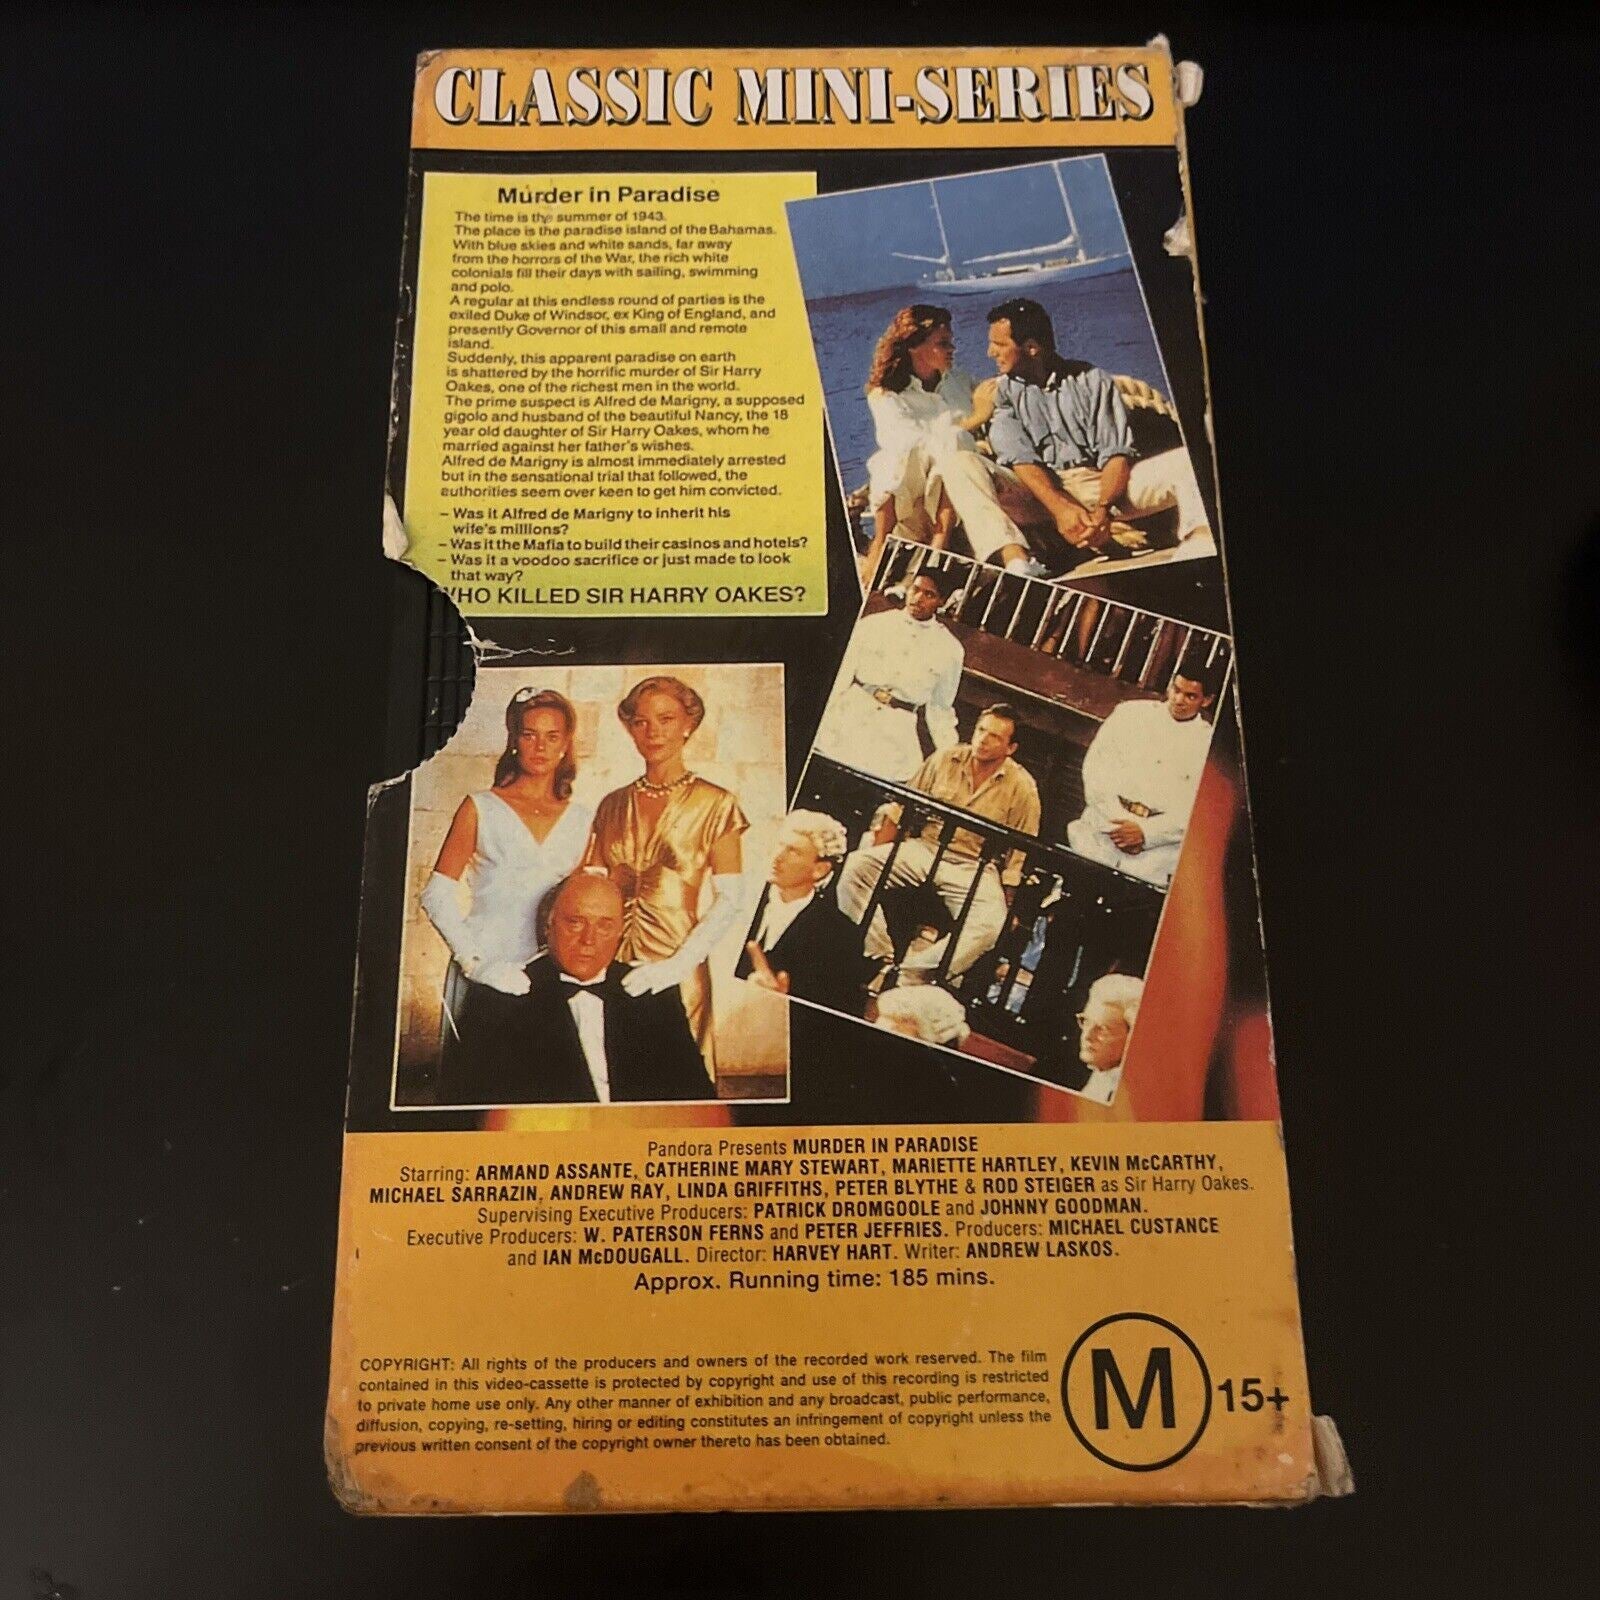 CLASSIC MINI-SERIES
Murder in Paradise
The time is the summer of 1943.
The place is the paradise island of the Bahamas.
With blue skies and white sands, far away
from the horrors of the War, the rich white
colonials fill their days with sailing, swimming
and polo.
A regular at this endless round of parties is the
exiled Duke of Windsor, ex King of England, and
presently Governor of this small and remote
island.
Suddenly, this apparent paradise on earth
is shattered by the horrific murder of Sir Harry
Oakes, one of the richest men in the world.
The prime suspect is Alfred de Marigny, a supposed
gigolo and husband of the beautiful Nancy, the 18
year old daughter of Sir Harry Oakes, whom he
married against her father's wishes.
Alfred de Marigny is almost immediately arrested
but in the sensational trial that followed, the
authorities seem over keen to get him convicted.
– Was it Alfred de Marigny to inherit his
wife's millions?
– Was it the Mafia to build their casinos and hotels?
– Was it a voodoo sacrifice or just made to look
that way?
WHO KILLED SIR HARRY OAKES?
Pandora Presents MURDER IN PARADISE
Starring: ARMAND ASSANTE, CATHERINE MARY STEWART, MARIETTE HARTLEY, KEVIN McCARTHY,
MICHAEL SARRAZIN, ANDREW RAY, LINDA GRIFFITHS, PETER BLYTHE & ROD STEIGER as Sir Harry Oakes.
Supervising Executive Producers: PATRICK DROMGOOLE and JOHNNY GOODMAN.
Executive Producers: W. PATERSON FERNS and PETER JEFFRIES. Producers: MICHAEL CUSTANCE
and IAN McDOUGALL. Director: HARVEY HART. Writer: ANDREW LASKOS.
Approx. Running time: 185 mins.
COPYRIGHT: All rights of the producers and owners of the recorded work reserved. The film
contained in this video-cassette is protected by copyright and use of this recording is restricted
to private home use only. Any other manner of exhibition and any broadcast, public performance,
diffusion, copying, re-setting, hiring or editing constitutes an infringement of copyright unless the
previous written consent of the copyright owner thereto has been obtained.
M 15+